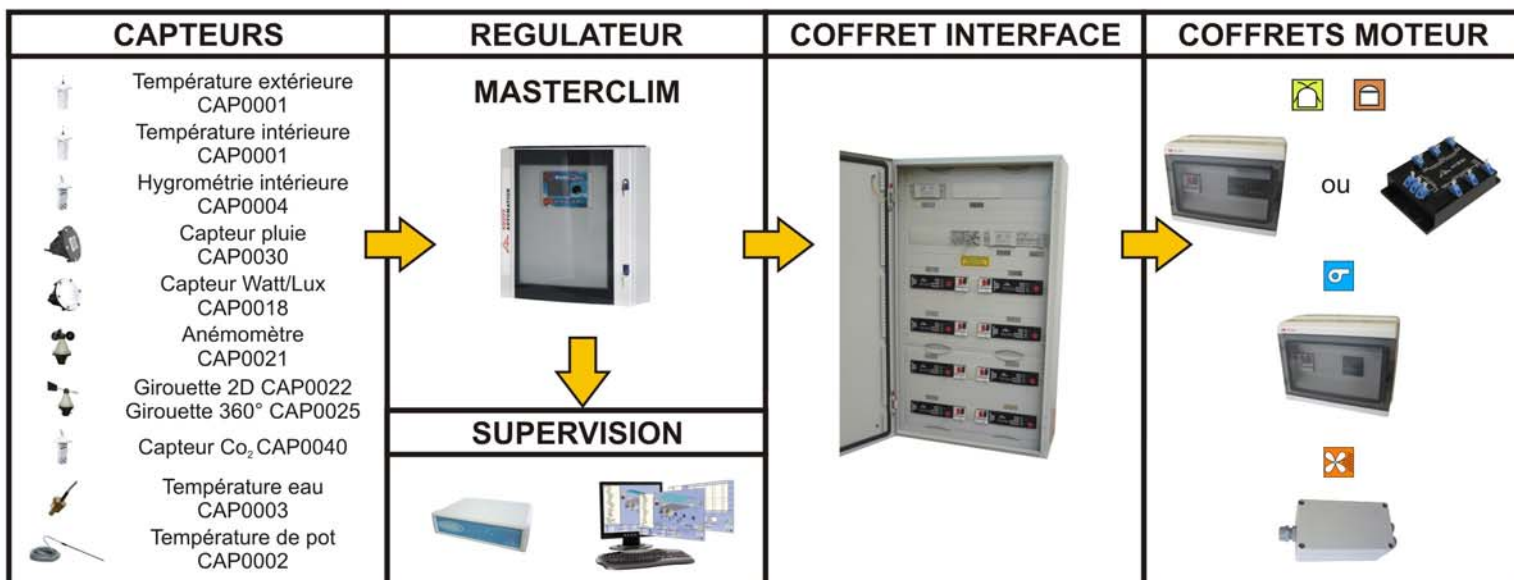 CAPTEURS
Température extérieure
CAP0001
Température intérieure
CAP0001
Hygrométrie intérieure
CAP0004
Capteur pluie
CAP0030
Capteur Watt/Lux
CAP0018
Anémomètre
CAP0021
Girouette 2D CAP0022
Girouette 360° CAP0025
Capteur Co₂ CAP0040
Température eau
CAP0003
Température de pot
CAP0002
REGULATEUR
MASTERCLIM
SUPERVISION
COFFRET INTERFACE
COFFRETS MOTEUR
ou